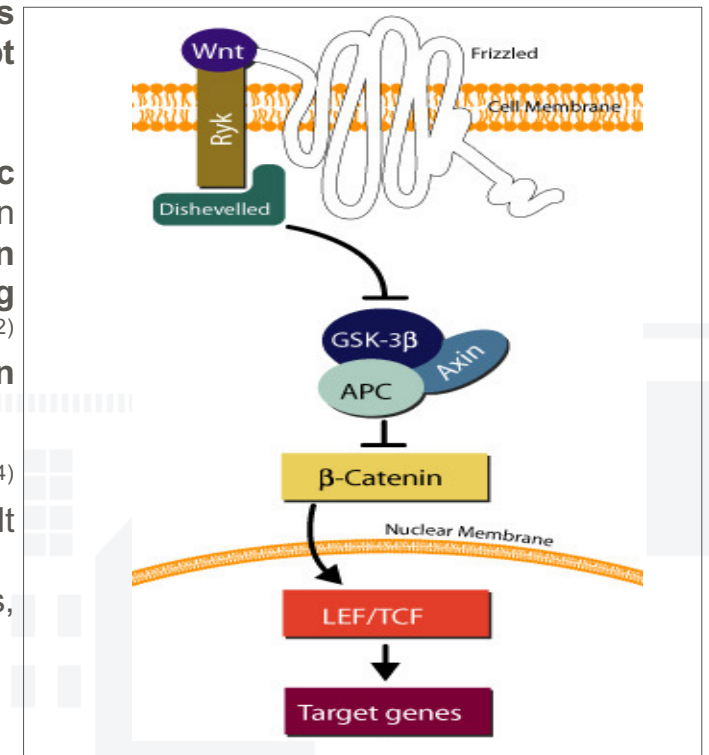 Wnt
Frizzled
Cell Membrane
Ryk
Dishevelled
GSK-3β
Axin
APC
β-Catenin
Nuclear Membrane
LEF/TCF
Target genes